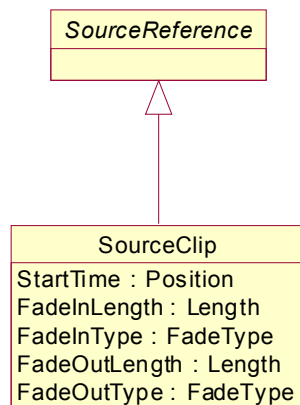 SourceReference
SourceClip
StartTime : Position
FadeInLength : Length
FadeInType : FadeType
FadeOutLength : Length
FadeOutType : FadeType